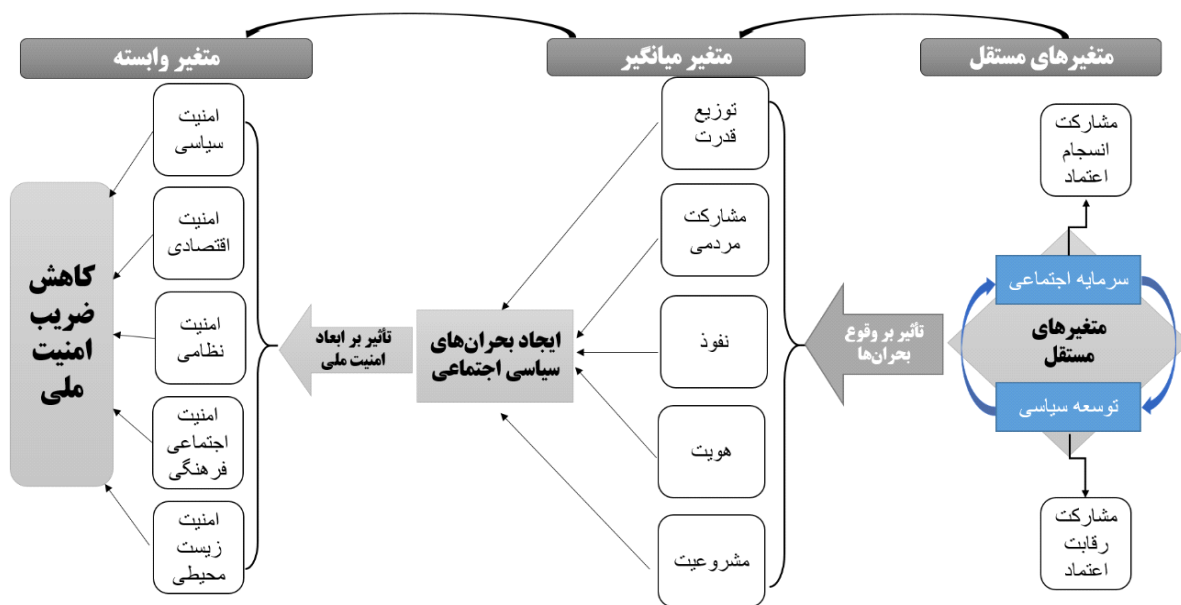 متغیرهای مستقل
متغیر میانگیر
متغیر وابسته
مشارکت
انسجام
اعتماد
سرمایه اجتماعی
متغیرهای
مستقل
توسعه سیاسی
مشارکت
رقابت
اعتماد
تأثیر بر وقوع
بحران‌ها
توزیع
قدرت
مشارکت
مردمی
نفوذ
هویت
مشروعیت
ایجاد بحران‌های
سیاسی اجتماعی
تأثیر بر ابعاد
امنیت ملی
امنیت
سیاسی
امنیت
اقتصادی
امنیت
نظامی
امنیت
اجتماعی
فرهنگی
امنیت
زیست
محیطی
کاهش
ضریب
امنیت
ملی